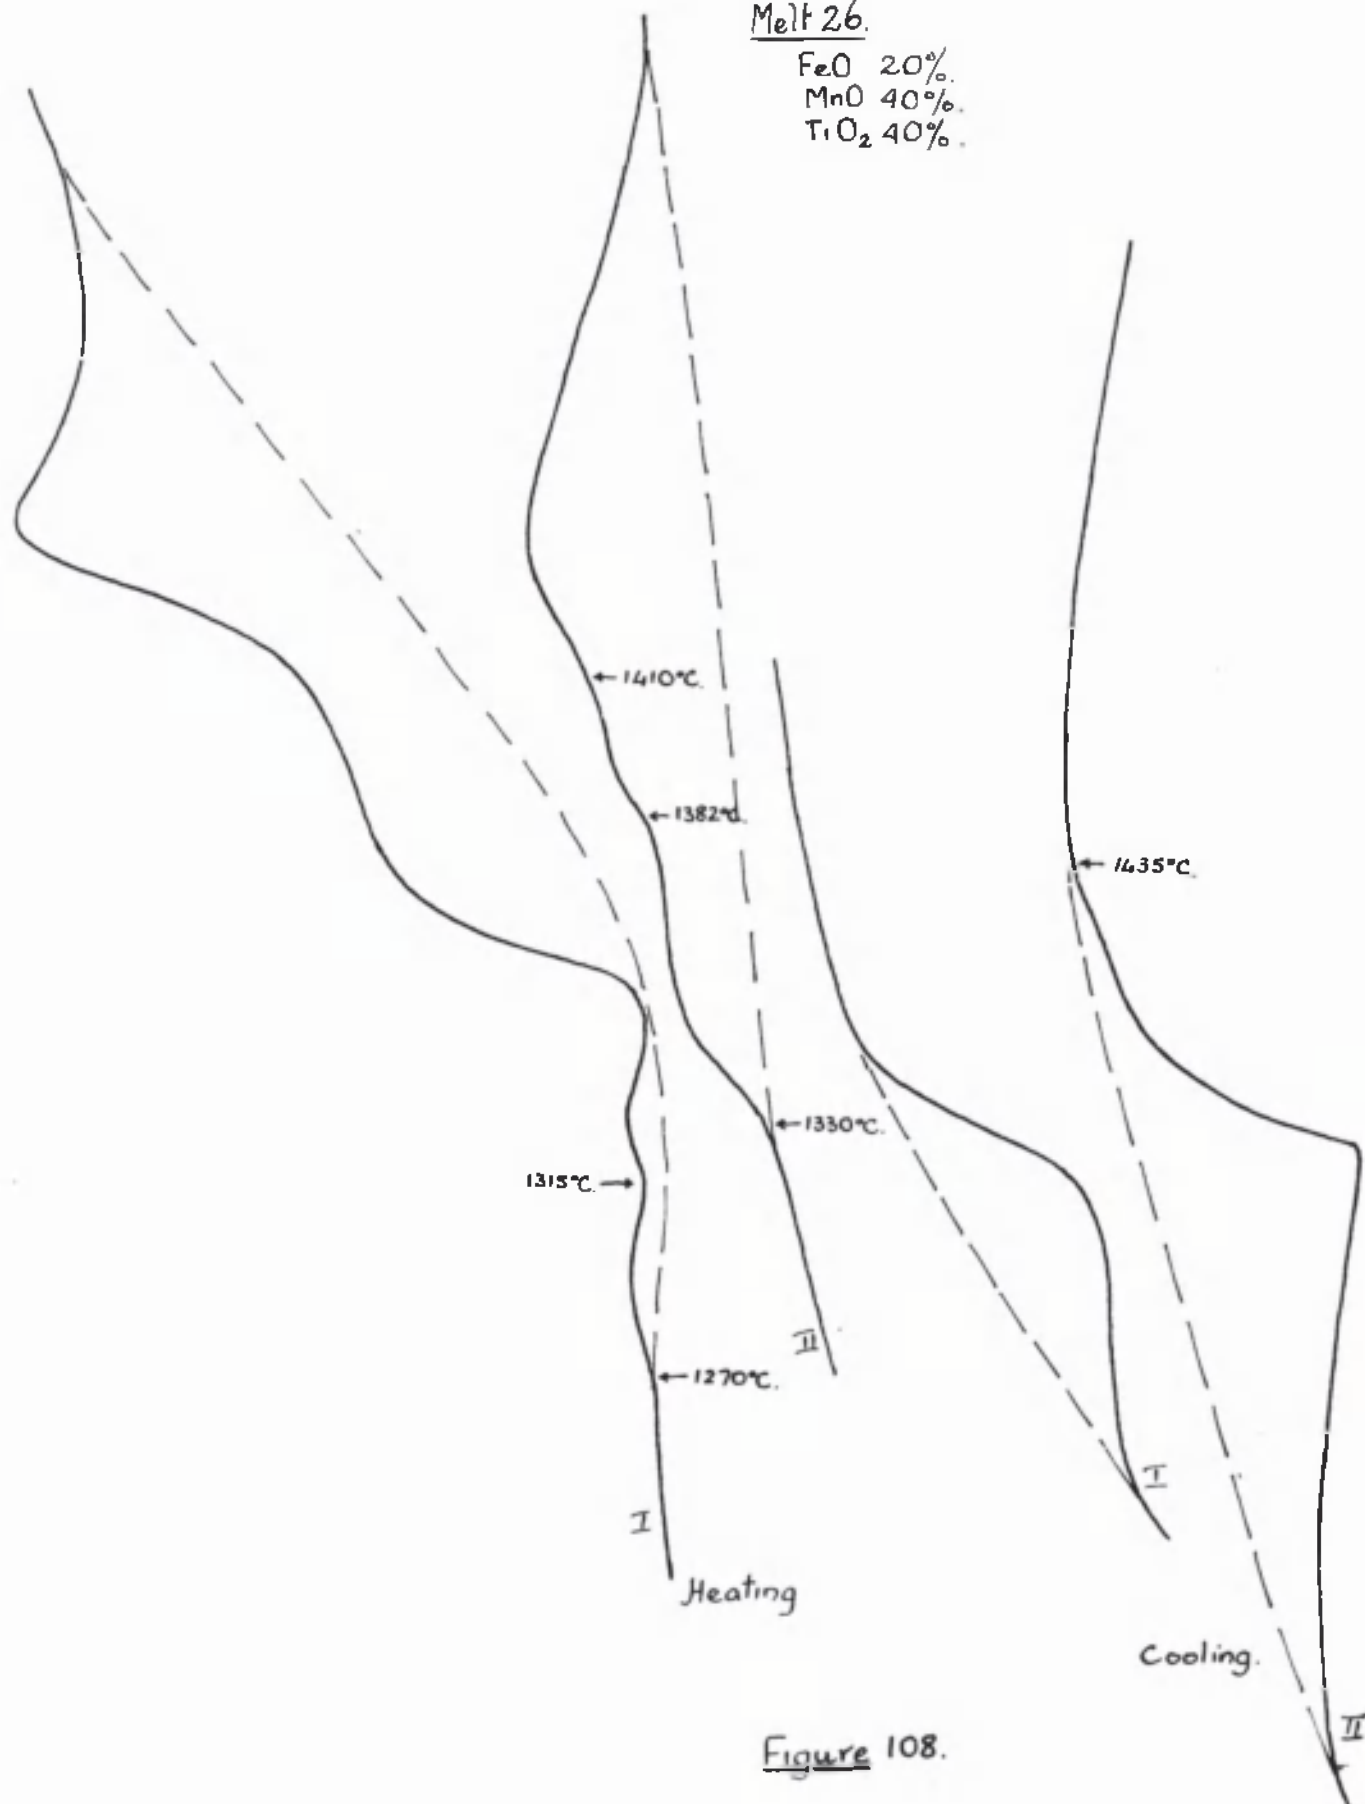 Melt 26.
FeO 20%.
MnO 40%.
TiO₂ 40%.
←1410°C.
←1382°C.
←1435°C.
←1330°C.
1315°C.→
II
←1270°C.
I
I
Heating
Cooling.
II
Figure 108.